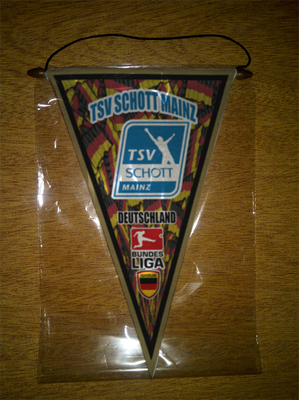 TSV SCHOTT MAINZ
TSV
SCHOTT
MAINZ
DEUTSCHLAND
BUNDES
LIGA